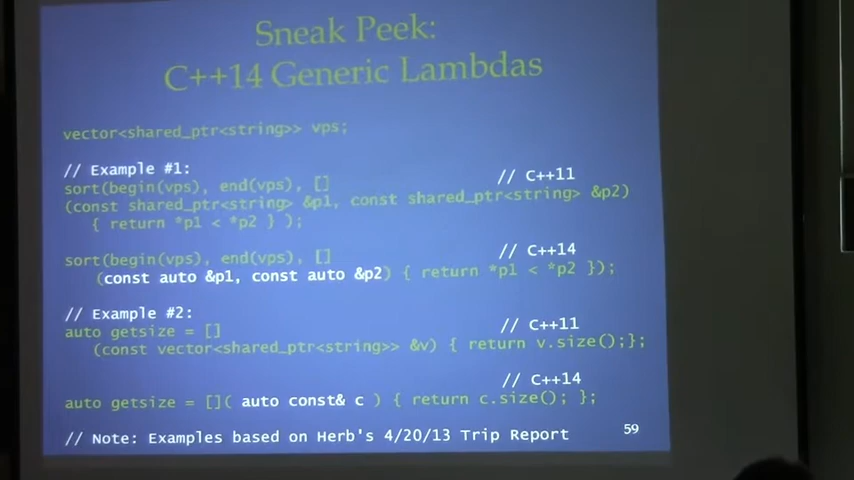 Sneak Peek:
C++14 Generic Lambdas
vector<shared_ptr<string>> vps;
// Example #1:
sort(begin(vps), end(vps), [] // C++11
(const shared_ptr<string> &p1, const shared_ptr<string> &p2)
{ return *p1 < *p2 } );
sort(begin(vps), end(vps), [] // C++14
(const auto &p1, const auto &p2) { return *p1 < *p2 });
// Example #2:
auto getsize = [] // C++11
(const vector<shared_ptr<string>> &v) { return v.size();};
// C++14
auto getsize = []( auto const& c ) { return c.size(); };
// Note: Examples based on Herb's 4/20/13 Trip Report
59